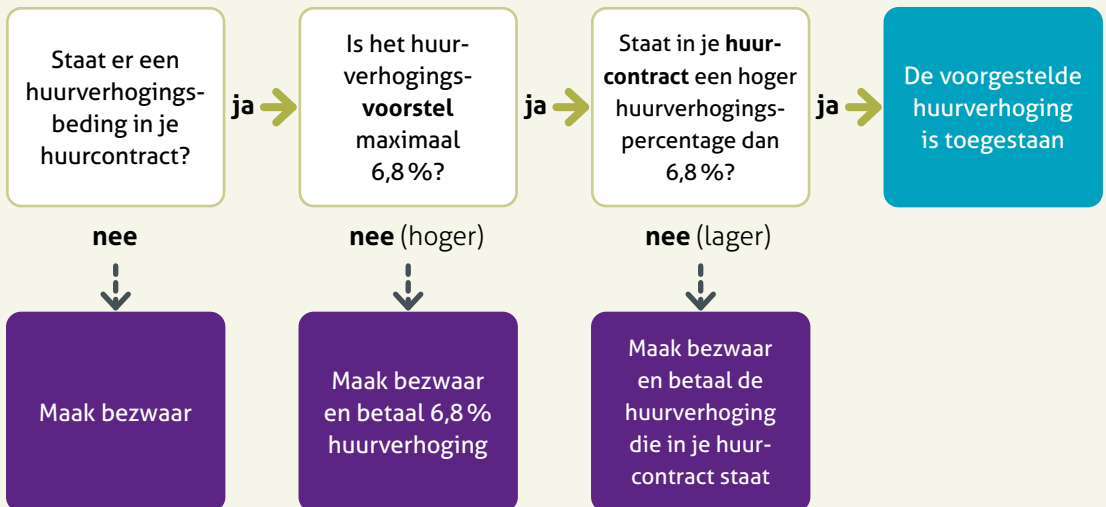 Staat er een
huurverhogings-
beding in je
huurcontract?
ja
Is het huur-
verhogings-
voorstel
maximaal
6,8 %?
ja
Staat in je huur-
contract een hoger
huurverhogings-
percentage dan
6,8 %?
ja
De voorgestelde
huurverhoging
is toegestaan
nee
nee (hoger)
nee (lager)
Maak bezwaar
Maak bezwaar
en betaal 6,8 %
huurverhoging
Maak bezwaar
en betaal de
huurverhoging
die in je huur-
contract staat